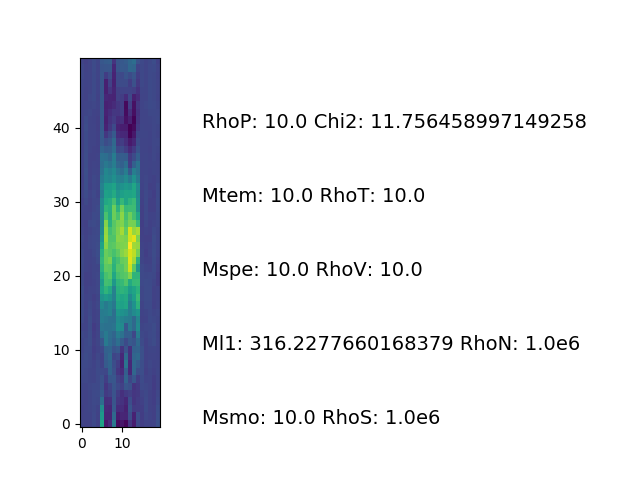 40
RhoP: 10.0 Chi2: 11.756458997149258
30
Mtem: 10.0 RhoT: 10.0
20
Mspe: 10.0 RhoV: 10.0
10
Ml1: 316.2277660168379 RhoN: 1.0e6
0
Msmo: 10.0 RhoS: 1.0e6
0 10